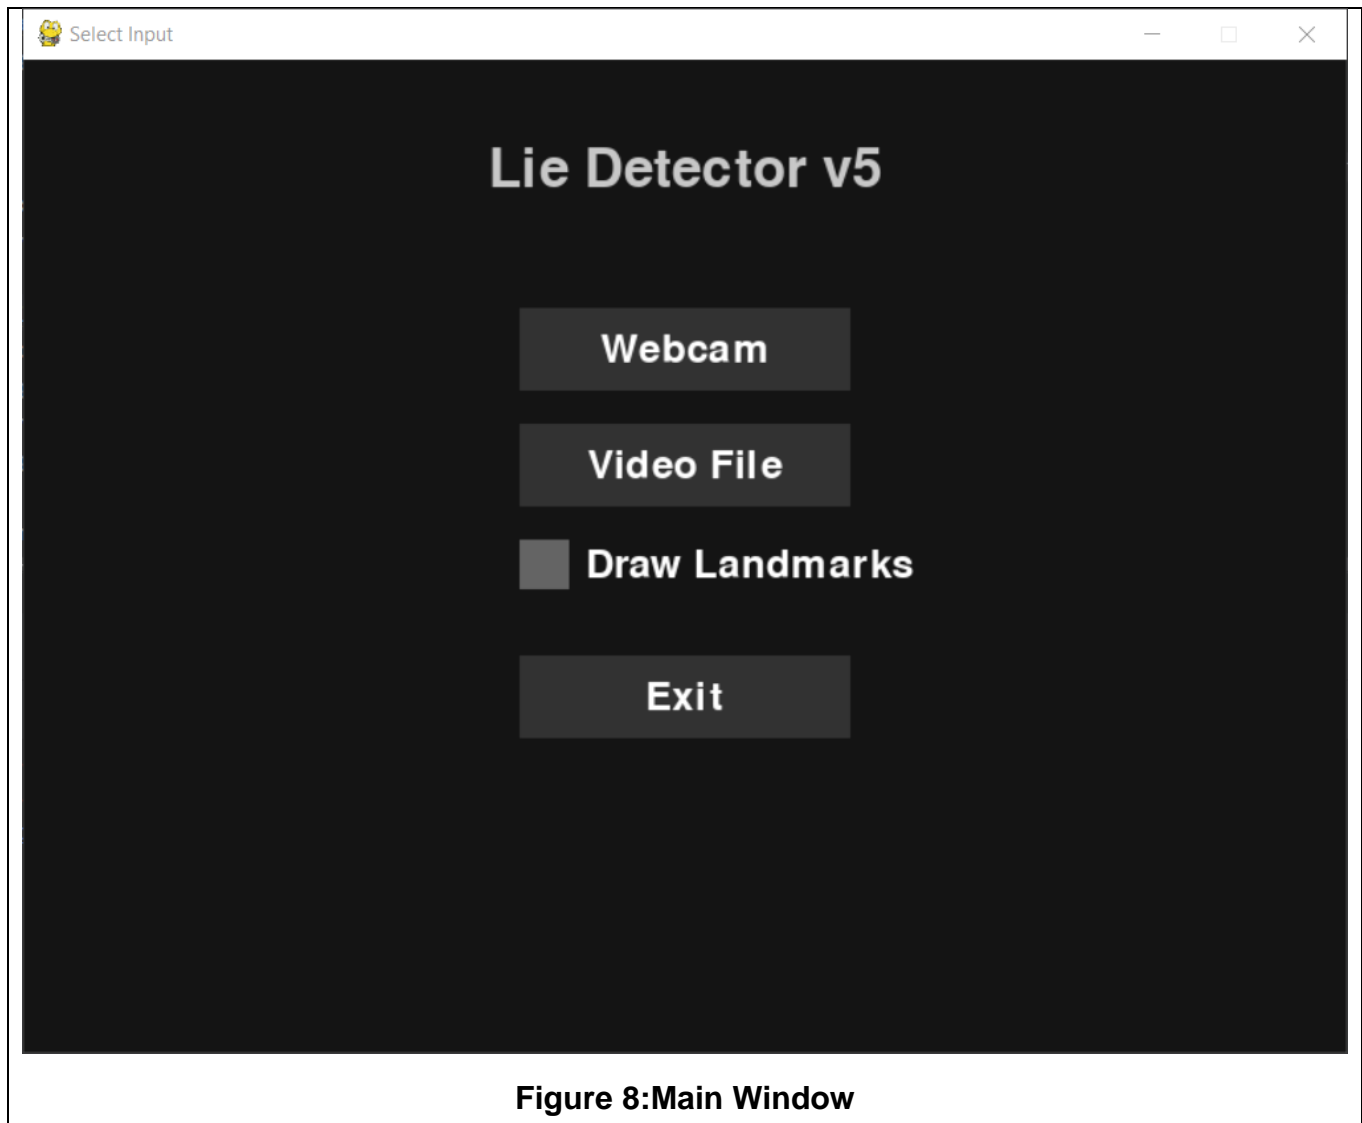 Select Input
Lie Detector v5
Webcam
Video File
Draw Landmarks
Exit
Figure 8:Main Window